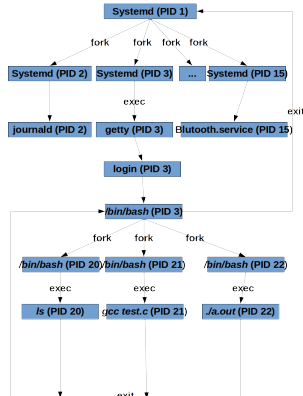 Systemd (PID 1)
fork fork fork fork
Systemd (PID 2) Systemd (PID 3) ... Systemd (PID 15)
exec
exit
journald (PID 2) getty (PID 3) Blutooth.service (PID 15)
login (PID 3)
/bin/bash (PID 3)
fork fork fork
/bin/bash (PID 20) /bin/bash (PID 21) /bin/bash (PID 22)
exec exec exec
ls (PID 20) gcc test.c (PID 21) ./a.out (PID 22)
exit